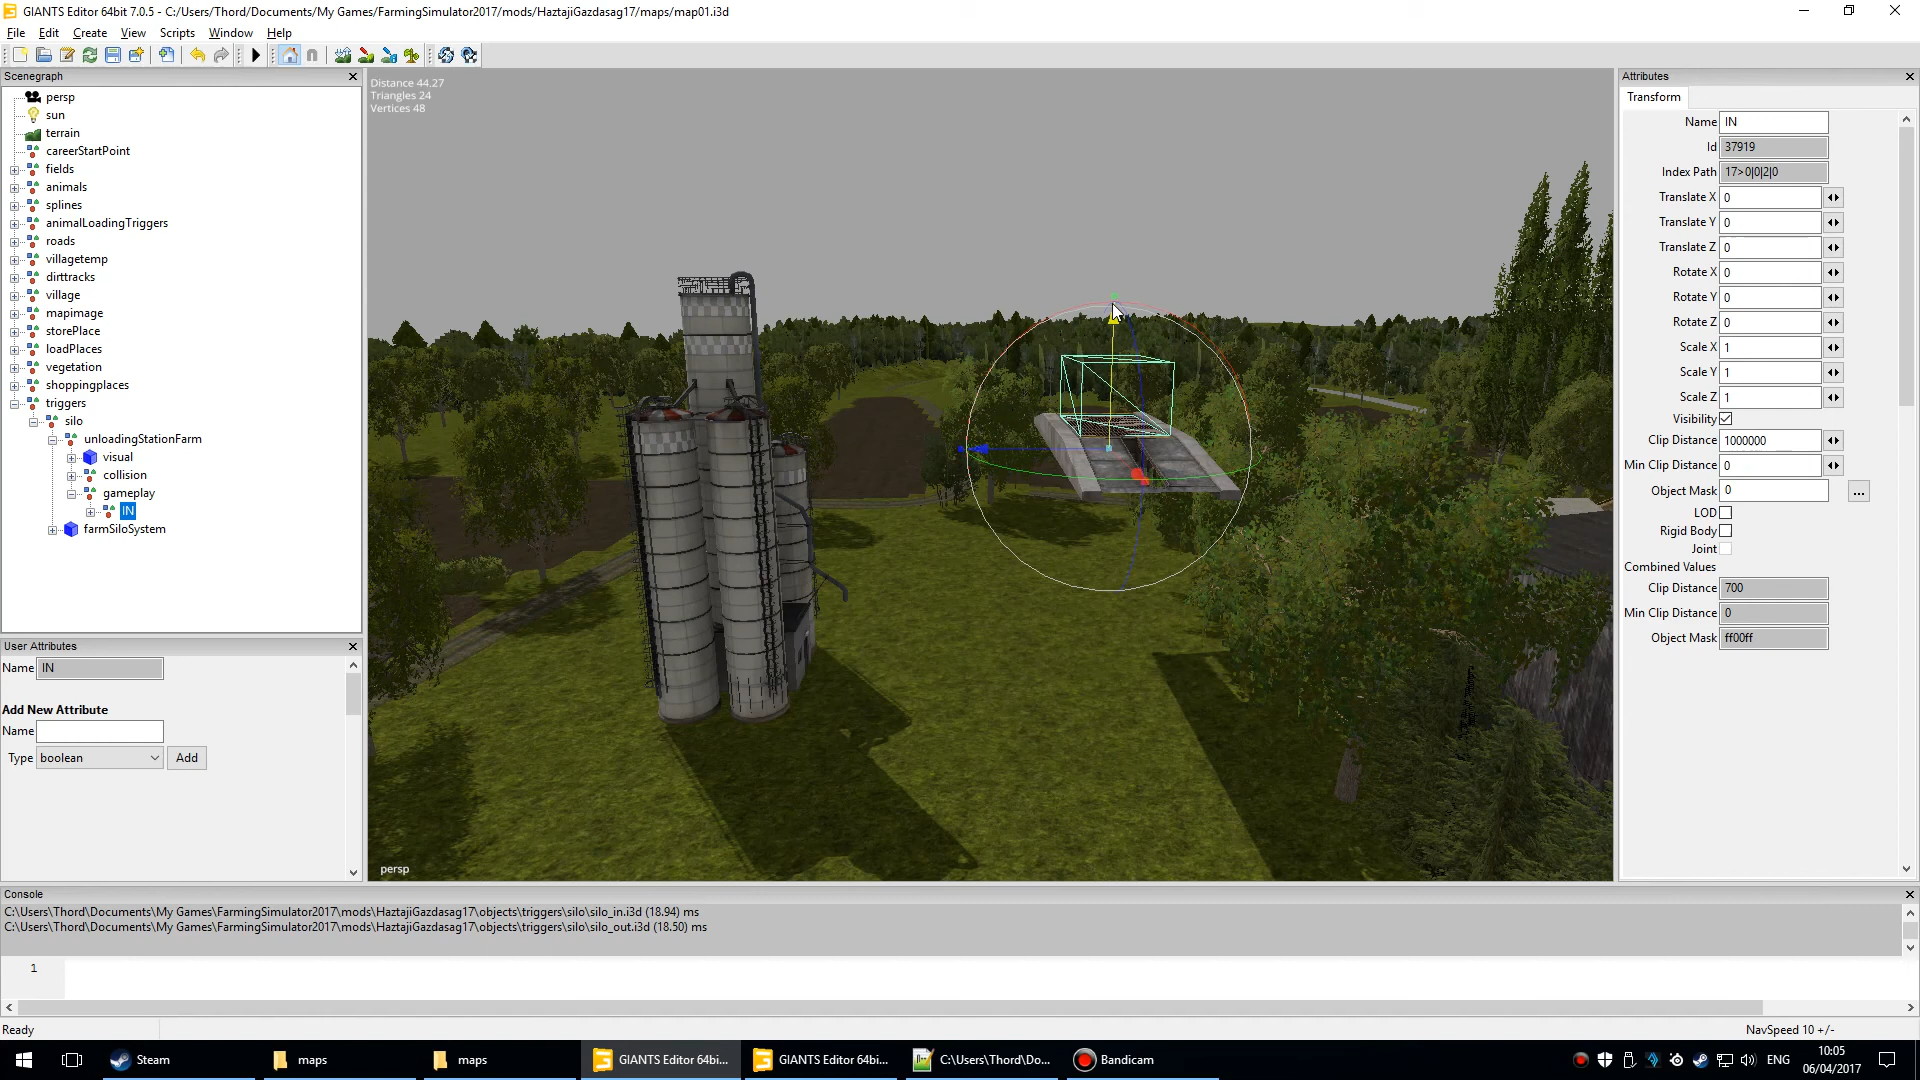 GIANTS Editor 64bit 7.0.5 - C:/Users/Thord/Documents/My Games/FarmingSimulator2017/mods/HaztajiGazdasag17/maps/map01.i3d
File Edit Create View Scripts Window Help
Scenegraph
persp
sun
terrain
careerStartPoint
fields
animals
splines
animalLoadingTriggers
roads
villagetemp
dirttracks
village
mapimage
storePlace
loadPlaces
vegetation
shoppingplaces
triggers
silo
unloadingStationFarm
visual
collision
gameplay
IN
farmSiloSystem
User Attributes
Name IN
Add New Attribute
Name
Type boolean Add
Distance 44.27
Triangles 24
Vertices 48
persp
Attributes
Transform
Name IN
Id 37919
Index Path 17>0|0|2|0
Translate X 0
Translate Y 0
Translate Z 0
Rotate X 0
Rotate Y 0
Rotate Z 0
Scale X 1
Scale Y 1
Scale Z 1
Visibility
Clip Distance 1000000
Min Clip Distance 0
Object Mask 0 ...
LOD
Rigid Body
Joint
Combined Values
Clip Distance 700
Min Clip Distance 0
Object Mask ff00ff
Console
C:\Users\Thord\Documents\My Games\FarmingSimulator2017\mods\HaztajiGazdasag17\objects\triggers\silo\silo_in.i3d (18.94) ms
C:\Users\Thord\Documents\My Games\FarmingSimulator2017\mods\HaztajiGazdasag17\objects\triggers\silo\silo_out.i3d (18.50) ms
1
Ready NavSpeed 10 +/-
Steam maps maps GIANTS Editor 64bi... GIANTS Editor 64bi... C:\Users\Thord\Do... Bandicam ENG 10:05
06/04/2017